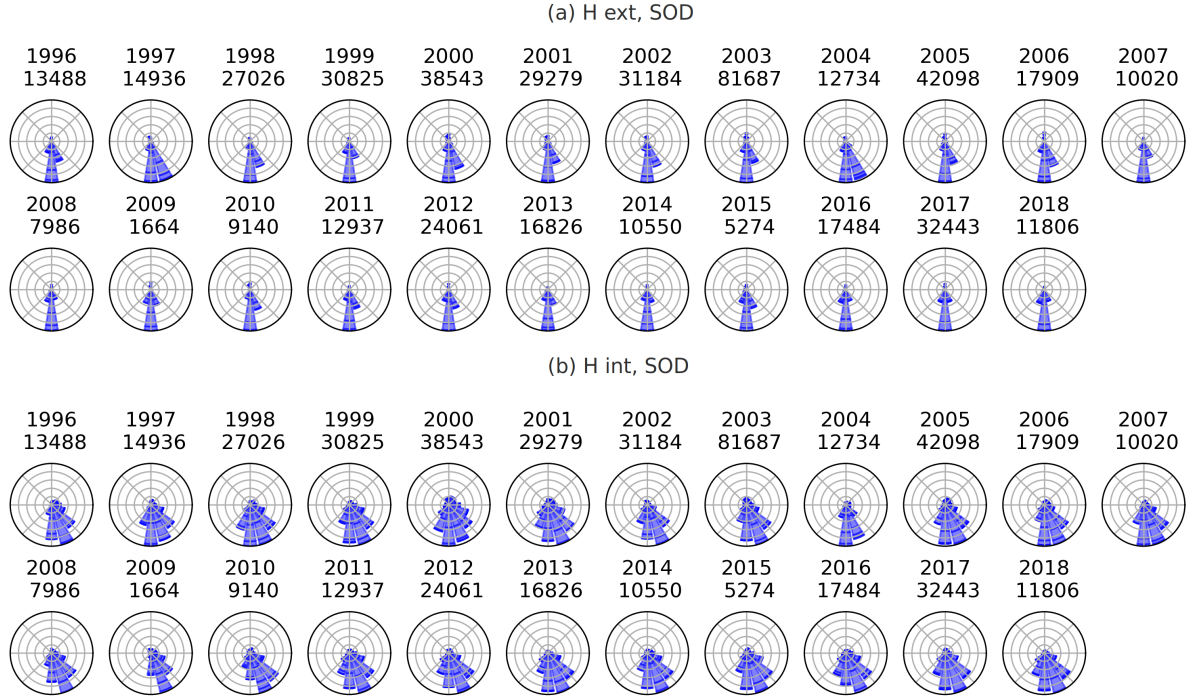 (a) H ext, SOD
1996 1997 1998 1999 2000 2001 2002 2003 2004 2005 2006 2007
13488 14936 27026 30825 38543 29279 31184 81687 12734 42098 17909 10020
2008 2009 2010 2011 2012 2013 2014 2015 2016 2017 2018
7986 1664 9140 12937 24061 16826 10550 5274 17484 32443 11806
(b) H int, SOD
1996 1997 1998 1999 2000 2001 2002 2003 2004 2005 2006 2007
13488 14936 27026 30825 38543 29279 31184 81687 12734 42098 17909 10020
2008 2009 2010 2011 2012 2013 2014 2015 2016 2017 2018
7986 1664 9140 12937 24061 16826 10550 5274 17484 32443 11806